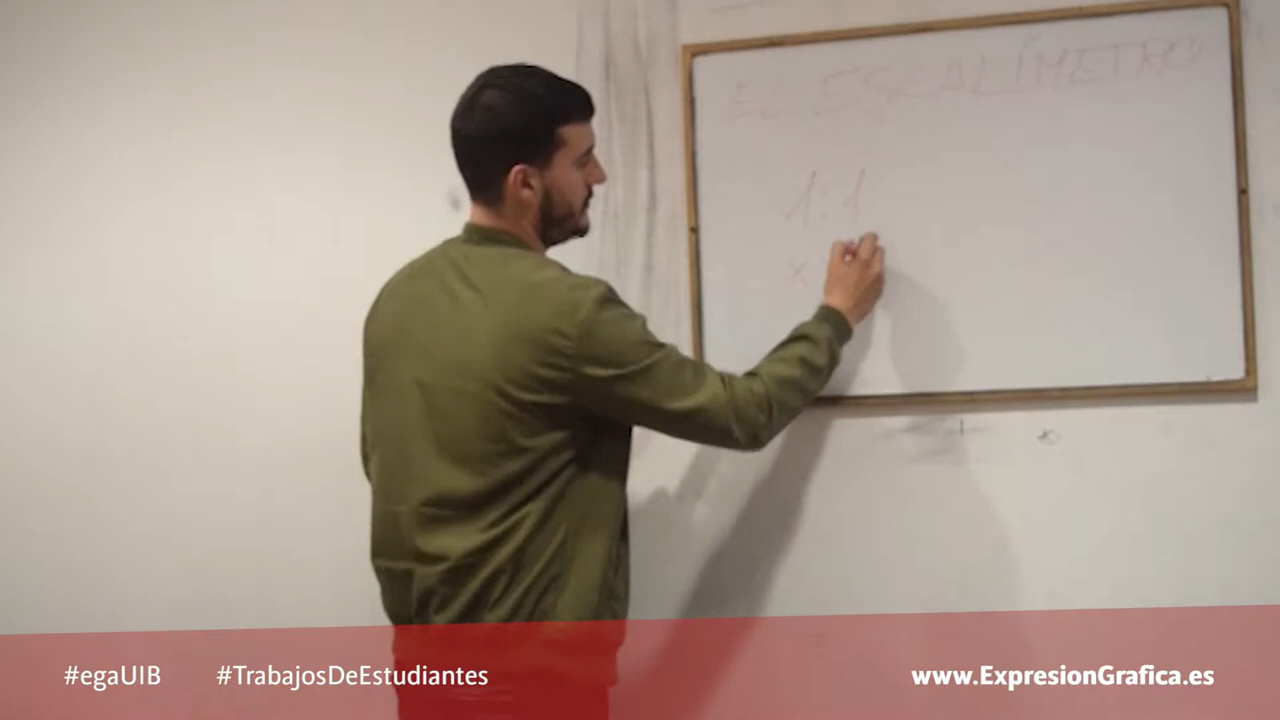 EL ESCALÍMETRO
1:1
x
#egaUIB #TrabajosDeEstudiantes www.ExpresionGrafica.es